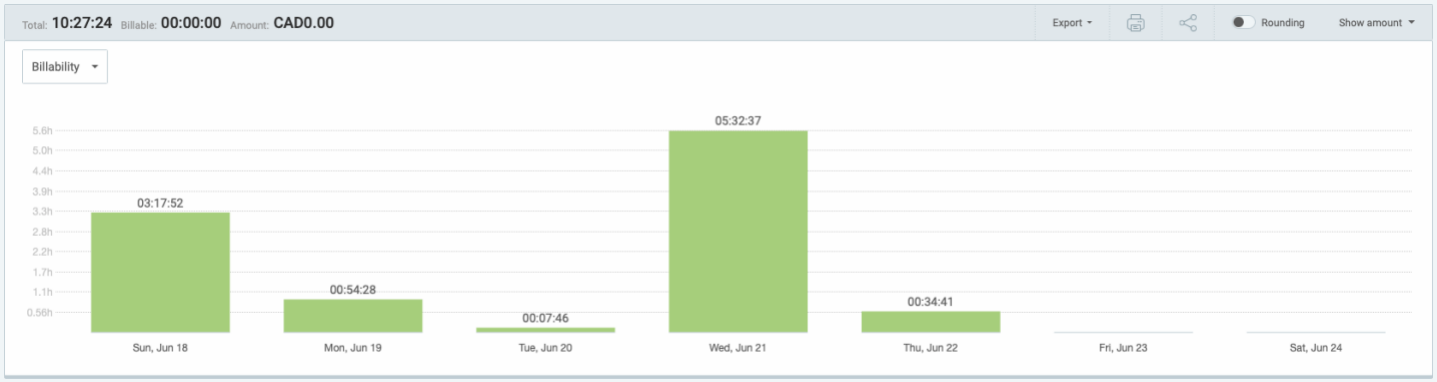 Total: 10:27:24 Billable: 00:00:00 Amount: CAD0.00 Export Rounding Show amount
Billability
05:32:37
5.6h
5.0h
4.4h
3.9h
03:17:52
3.3h
2.8h
2.2h
1.7h
00:54:28
1.1h
00:34:41
00:07:46
0.56h
Sun, Jun 18 Mon, Jun 19 Tue, Jun 20 Wed, Jun 21 Thu, Jun 22 Fri, Jun 23 Sat, Jun 24